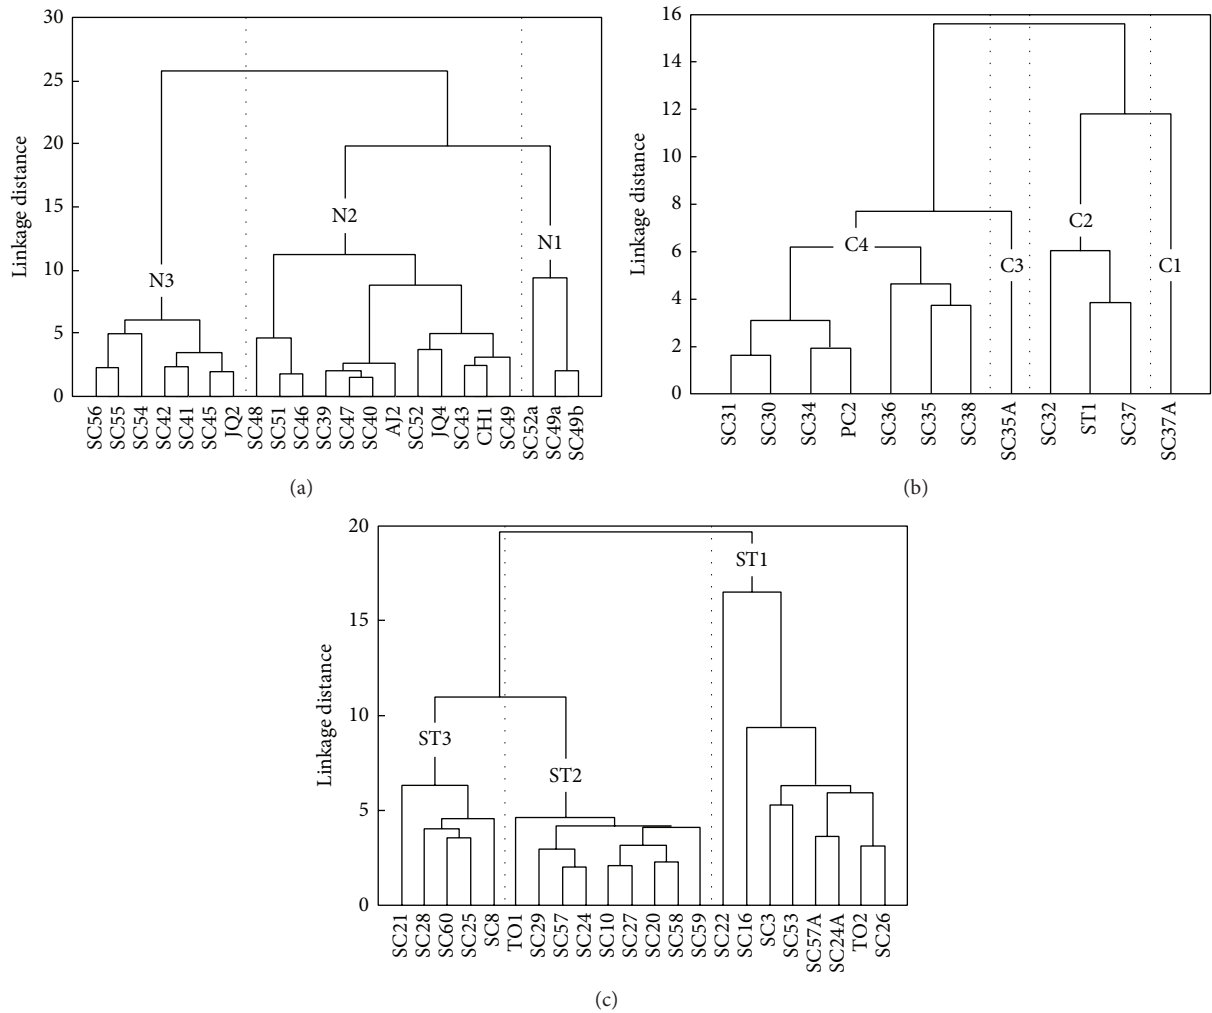 30
25
20
15
10
5
0
Linkage distance
N3
N2
N1
SC56
SC55
SC54
SC42
SC41
SC45
JQ2
SC48
SC51
SC46
SC39
SC47
SC40
AJ2
SC52
JQ4
SC43
CH1
SC49
SC52a
SC49a
SC49b
(a)
16
14
12
10
8
6
4
2
0
Linkage distance
C4
C3
C2
C1
SC31
SC30
SC34
PC2
SC36
SC35
SC38
SC35A
SC32
ST1
SC37
SC37A
(b)
20
15
10
5
0
Linkage distance
ST3
ST2
ST1
SC21
SC28
SC60
SC25
SC8
TO1
SC29
SC57
SC24
SC10
SC27
SC20
SC58
SC59
SC22
SC16
SC3
SC53
SC57A
SC24A
TO2
SC26
(c)